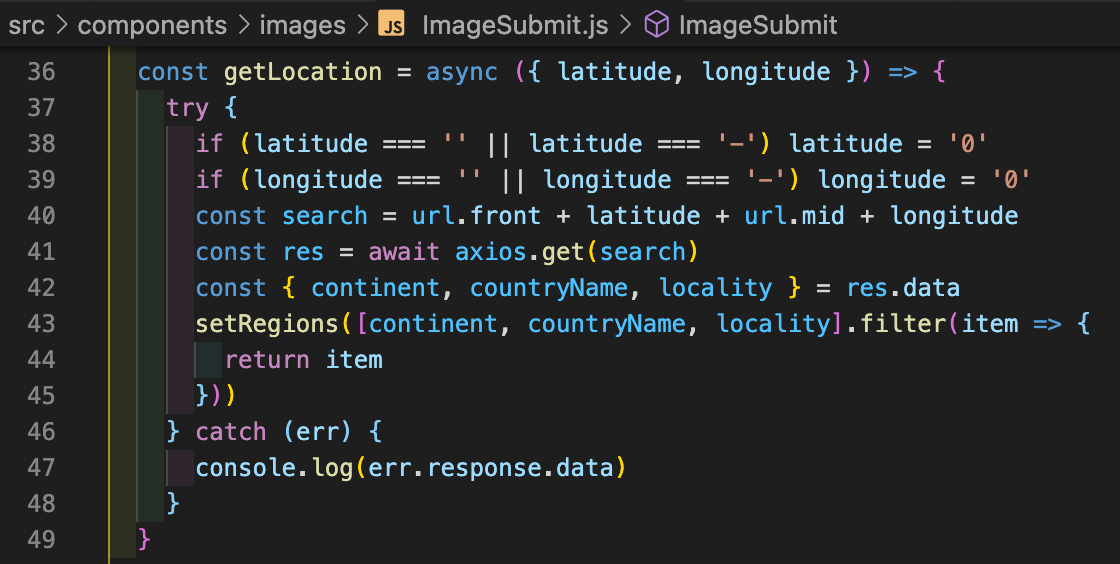 src > components > images > JS ImageSubmit.js > ImageSubmit
36 const getLocation = async ({ latitude, longitude }) => {
37 try {
38 if (latitude === '' || latitude === '-') latitude = '0'
39 if (longitude === '' || longitude === '-') longitude = '0'
40 const search = url.front + latitude + url.mid + longitude
41 const res = await axios.get(search)
42 const { continent, countryName, locality } = res.data
43 setRegions([continent, countryName, locality].filter(item => {
44 return item
45 }))
46 } catch (err) {
47 console.log(err.response.data)
48 }
49 }